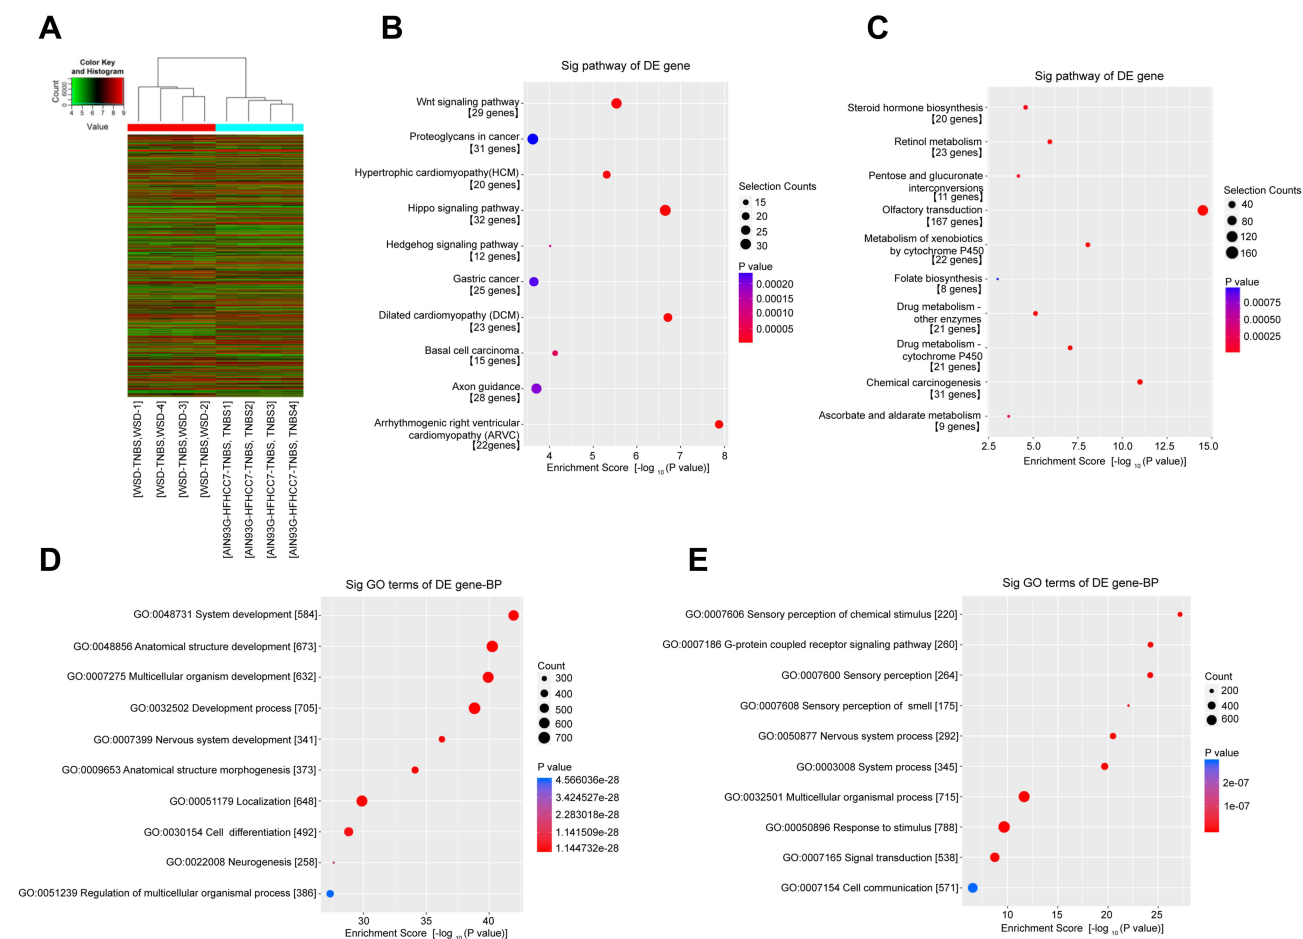 A
Color Key
and Histogram
Count
0 6000
4 5 6 7 8 9
Value
[WSD-TNBS,WSD-1]
[WSD-TNBS,WSD-4]
[WSD-TNBS,WSD-3]
[WSD-TNBS,WSD-2]
[AIN93G-HFHCC7-TNBS, TNBS1]
[AIN93G-HFHCC7-TNBS, TNBS2]
[AIN93G-HFHCC7-TNBS, TNBS3]
[AIN93G-HFHCC7-TNBS, TNBS4]
B
Sig pathway of DE gene
Wnt signaling pathway
【29 genes】
Proteoglycans in cancer
【31 genes】
Hypertrophic cardiomyopathy(HCM)
【20 genes】
Hippo signaling pathway
【32 genes】
Hedgehog signaling pathway
【12 genes】
Gastric cancer
【25 genes】
Dilated cardiomyopathy (DCM)
【23 genes】
Basal cell carcinoma
【15 genes】
Axon guidance
【28 genes】
Arrhythmogenic right ventricular
cardiomyopathy (ARVC)
【22genes】
4 5 6 7 8
Enrichment Score [-log 10 (P value)]
Selection Counts
15
20
25
30
P value
0.00020
0.00015
0.00010
0.00005
C
Sig pathway of DE gene
Steroid hormone biosynthesis
【20 genes】
Retinol metabolism
【23 genes】
Pentose and glucuronate
interconversions
【11 genes】
Olfactory transduction
【167 genes】
Metabolism of xenobiotics
by cytochrome P450
【22 genes】
Folate biosynthesis
【8 genes】
Drug metabolism -
other enzymes
【21 genes】
Drug metabolism -
cytochrome P450
【21 genes】
Chemical carcinogenesis
【31 genes】
Ascorbate and aldarate metabolism
【9 genes】
2.5 5.0 7.5 10.0 12.5 15.0
Enrichment Score [-log 10 (P value)]
Selection Counts
40
80
120
160
P value
0.00075
0.00050
0.00025
D
Sig GO terms of DE gene-BP
GO:0048731 System development [584]
GO:0048856 Anatomical structure development [673]
GO:0007275 Multicellular organism development [632]
GO:0032502 Development process [705]
GO:0007399 Nervous system development [341]
GO:0009653 Anatomical structure morphogenesis [373]
GO:00051179 Localization [648]
GO:0030154 Cell differentiation [492]
GO:0022008 Neurogenesis [258]
GO:0051239 Regulation of multicellular organismal process [386]
30 35 40
Enrichment Score [-log 10 (P value)]
Count
300
400
500
600
700
P value
4.566036e-28
3.424527e-28
2.283018e-28
1.141509e-28
1.144732e-28
E
Sig GO terms of DE gene-BP
GO:0007606 Sensory perception of chemical stimulus [220]
GO:0007186 G-protein coupled receptor signaling pathway [260]
GO:0007600 Sensory perception [264]
GO:0007608 Sensory perception of smell [175]
GO:0050877 Nervous system process [292]
GO:0003008 System process [345]
GO:0032501 Multicellular organismal process [715]
GO:00050896 Response to stimulus [788]
GO:0007165 Signal transduction [538]
GO:0007154 Cell communication [571]
10 15 20 25
Enrichment Score [-log 10 (P value)]
Count
200
400
600
P value
2e-07
1e-07